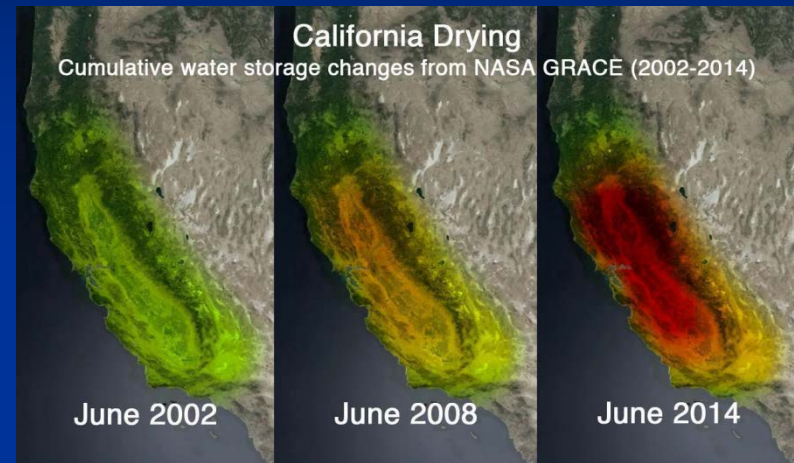 California Drying
Cumulative water storage changes from NASA GRACE (2002-2014)
June 2002
June 2008
June 2014